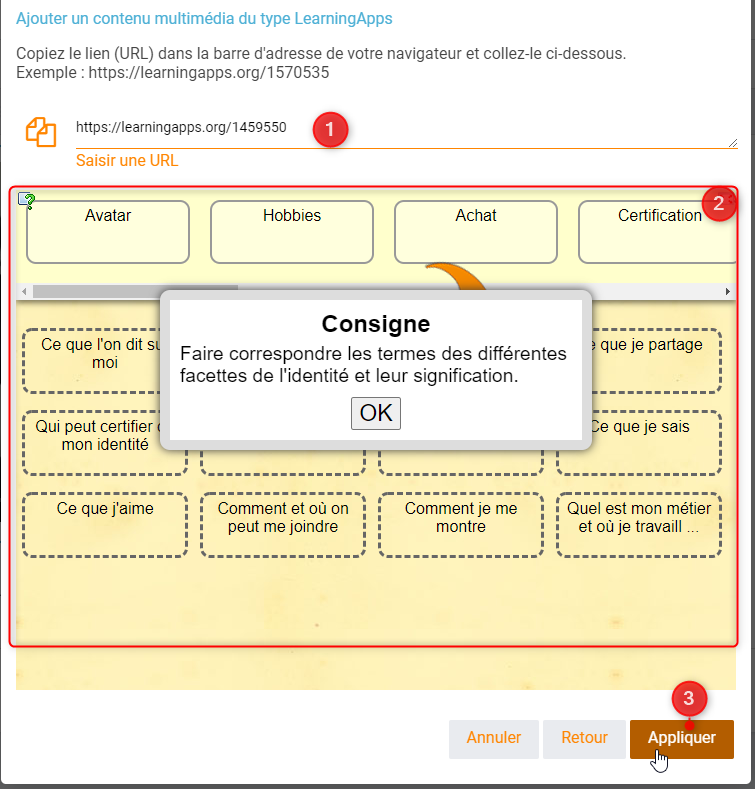 Ajouter un contenu multimédia du type LearningApps
Copiez le lien (URL) dans la barre d'adresse de votre navigateur et collez-le ci-dessous.
Exemple : https://learningapps.org/1570535
https://learningapps.org/1459550
1
Saisir une URL
2
Avatar
Hobbies
Achat
Certification
Consigne
Faire correspondre les termes des différentes
facettes de l'identité et leur signification.
OK
Ce que l'on dit
moi
que je partage
Qui peut certifier
mon identité
Ce que je sais
Ce que j'aime
Comment et où on
peut me joindre
Comment je me
montre
Quel est mon métier
et où je travaill ...
3
Annuler
Retour
Appliquer